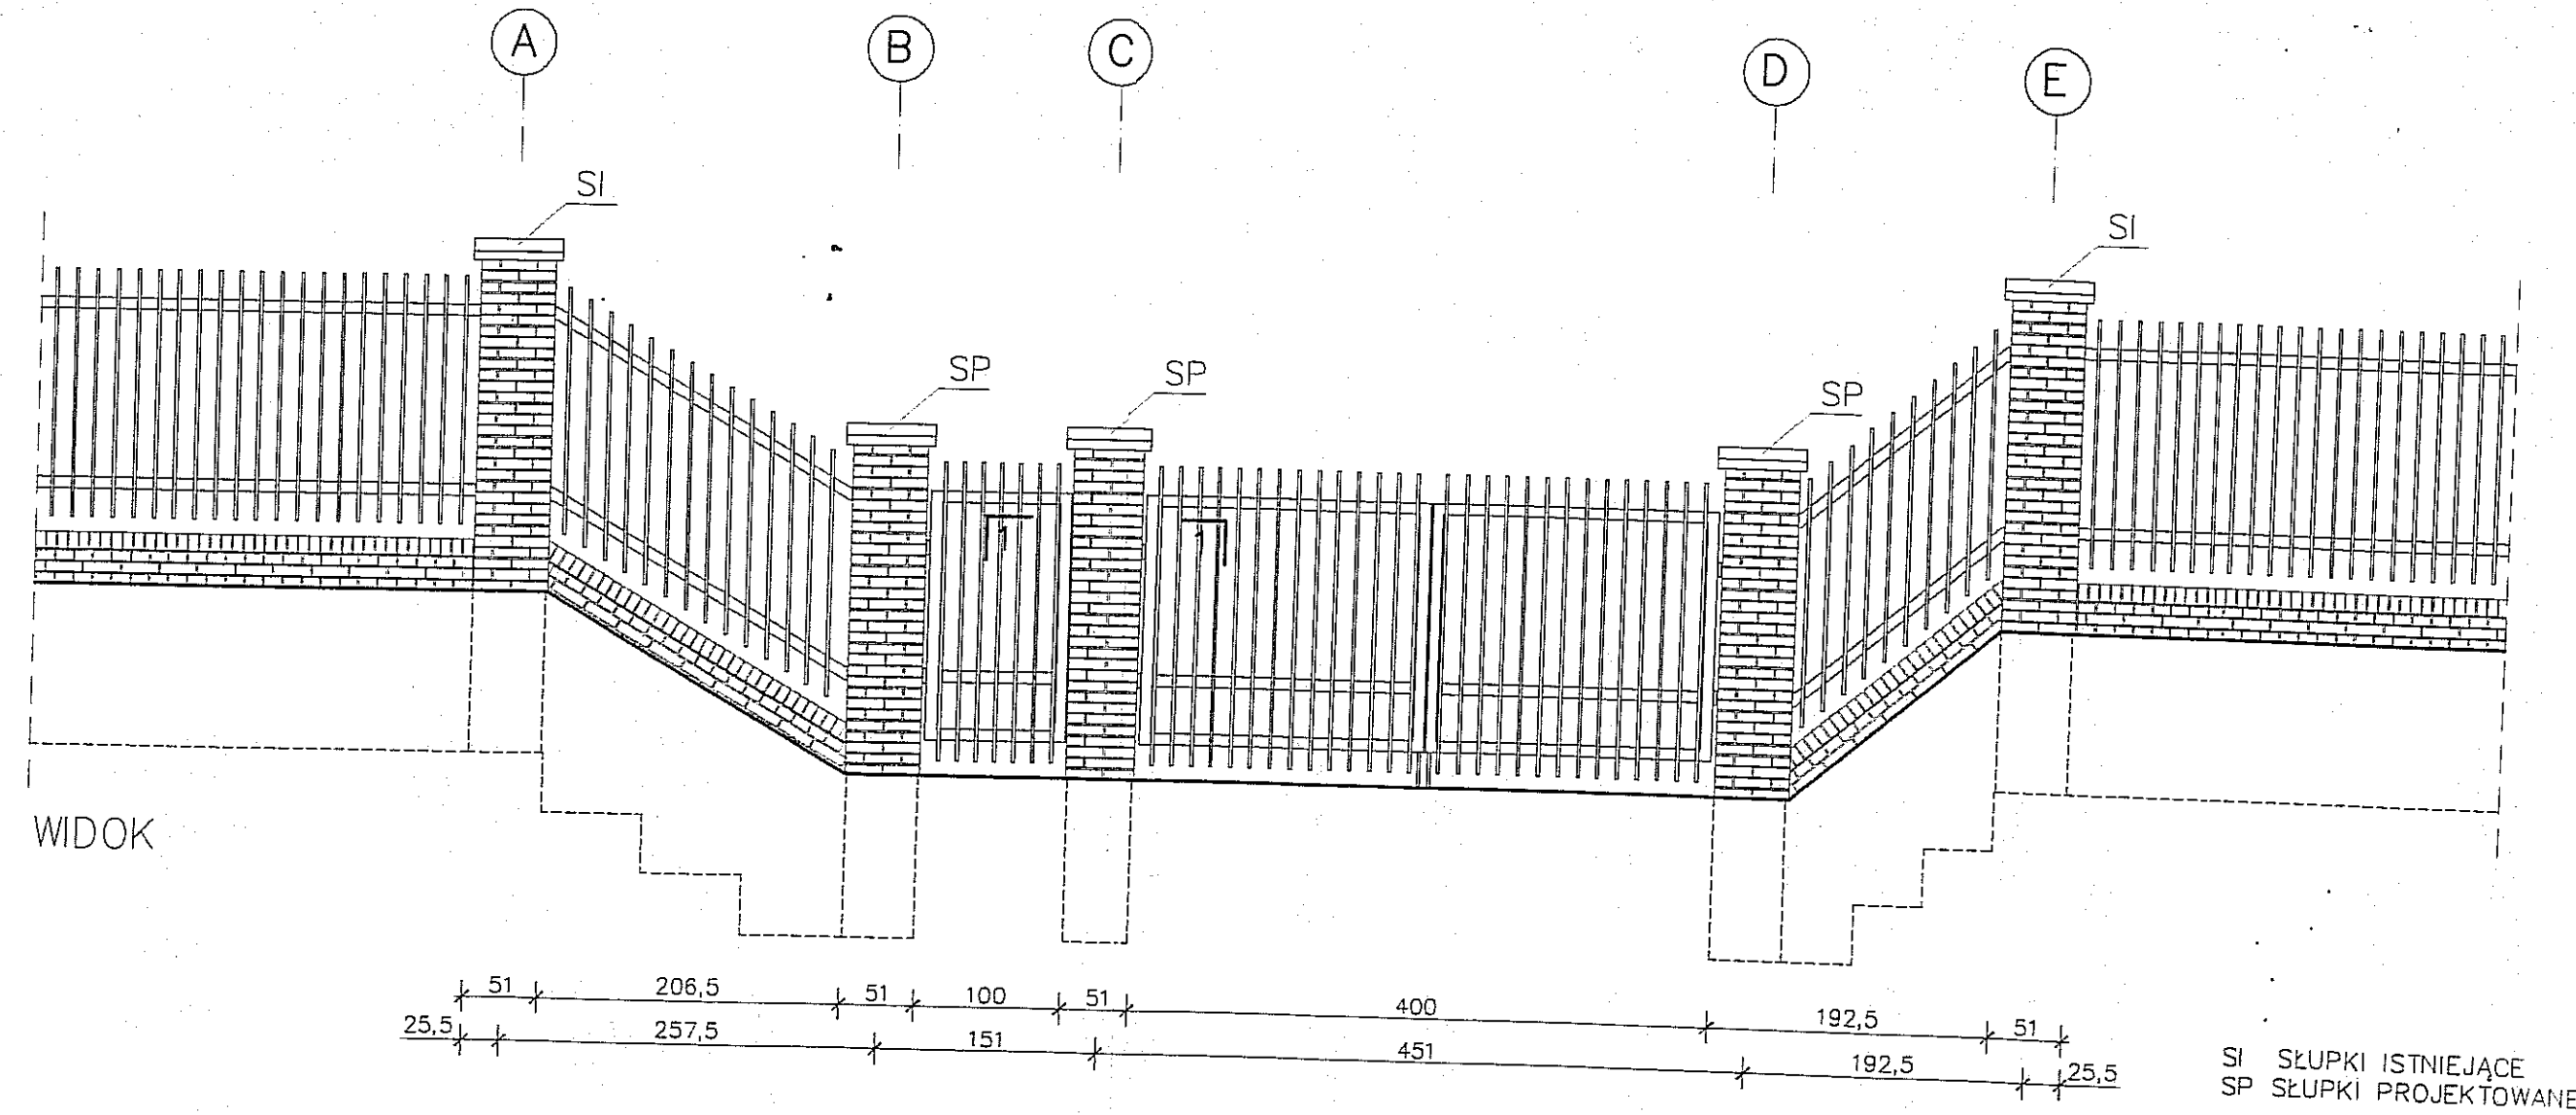 A B C D E
SI
SI
SP SP SP
WIDOK
51 206,5 51 100 51 400 192,5 51
25,5 257,5 151 451 192,5 25,5
SI SŁUPKI ISTNIEJĄCE
SP SŁUPKI PROJEKTOWANE